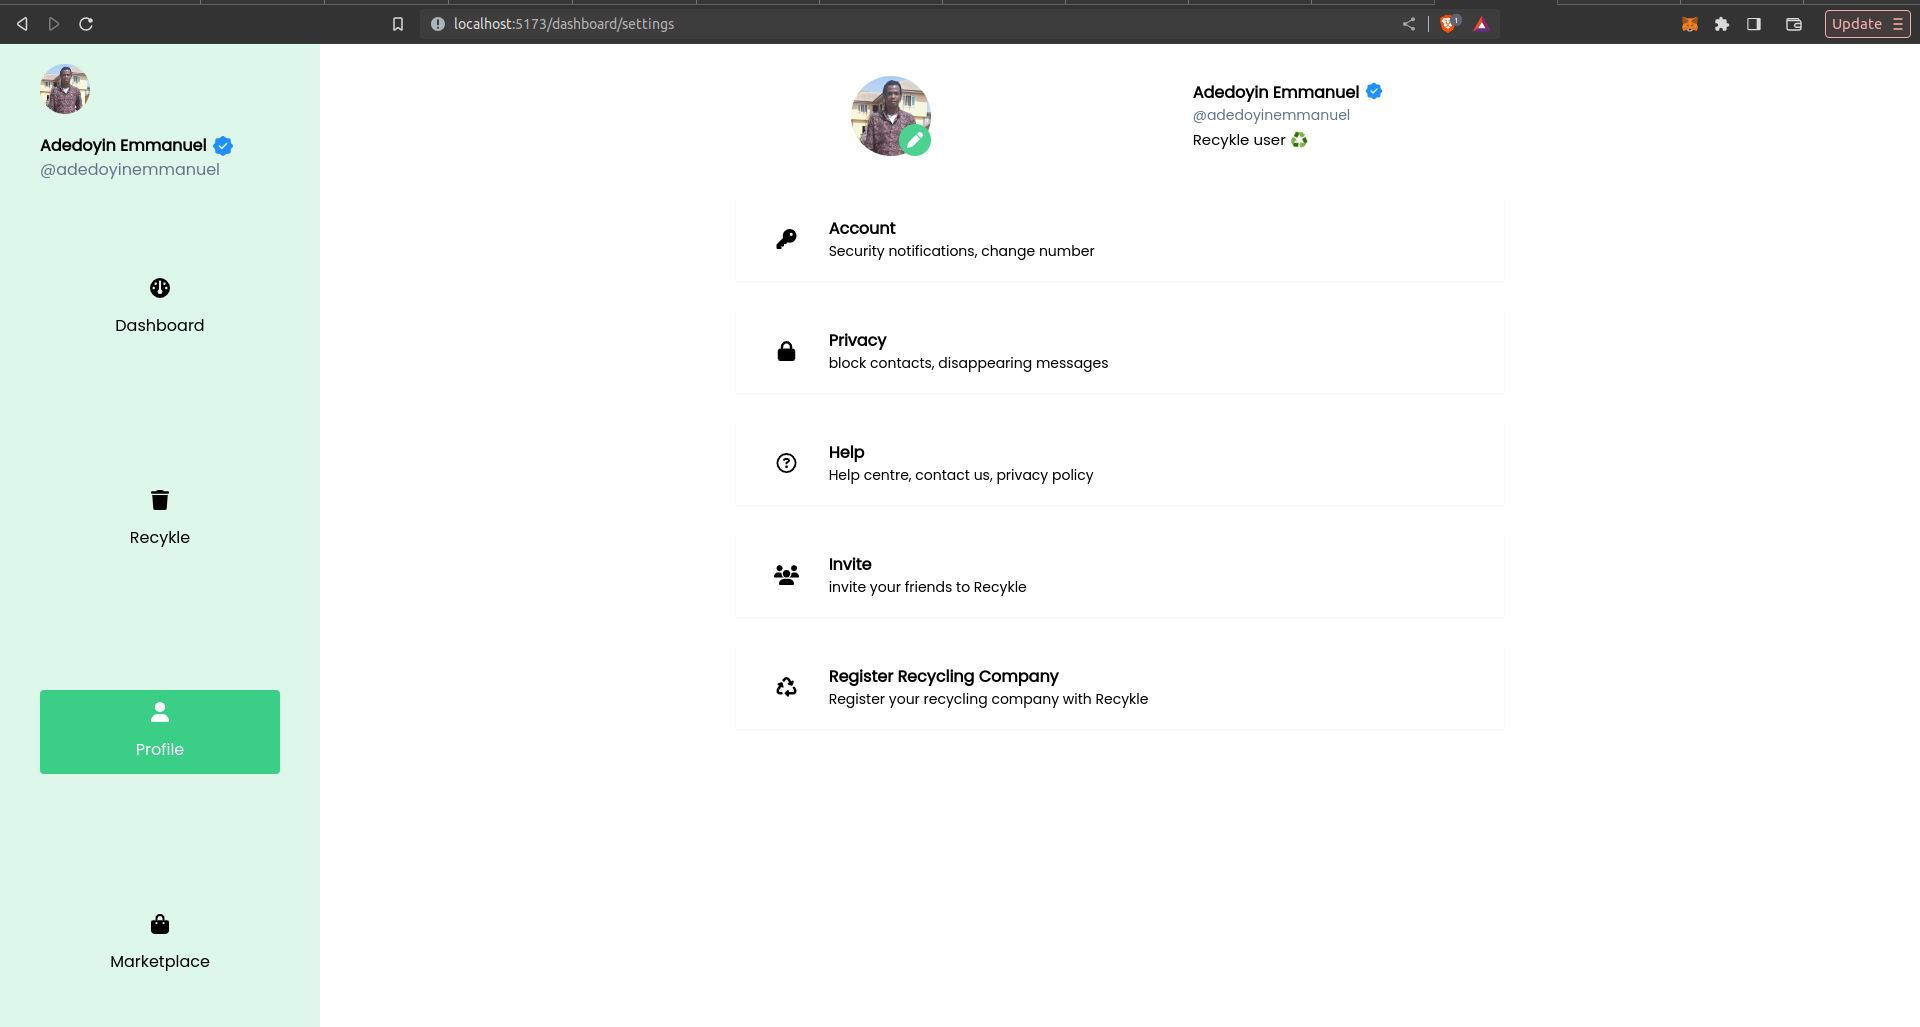 localhost:5173/dashboard/settings
1
Update
Adedoyin Emmanuel
@adedoyinemmanuel
Dashboard
Recykle
Profile
Marketplace
Adedoyin Emmanuel
@adedoyinemmanuel
Recykle user ♻️
Account
Security notifications, change number
Privacy
block contacts, disappearing messages
Help
Help centre, contact us, privacy policy
Invite
invite your friends to Recykle
Register Recycling Company
Register your recycling company with Recykle